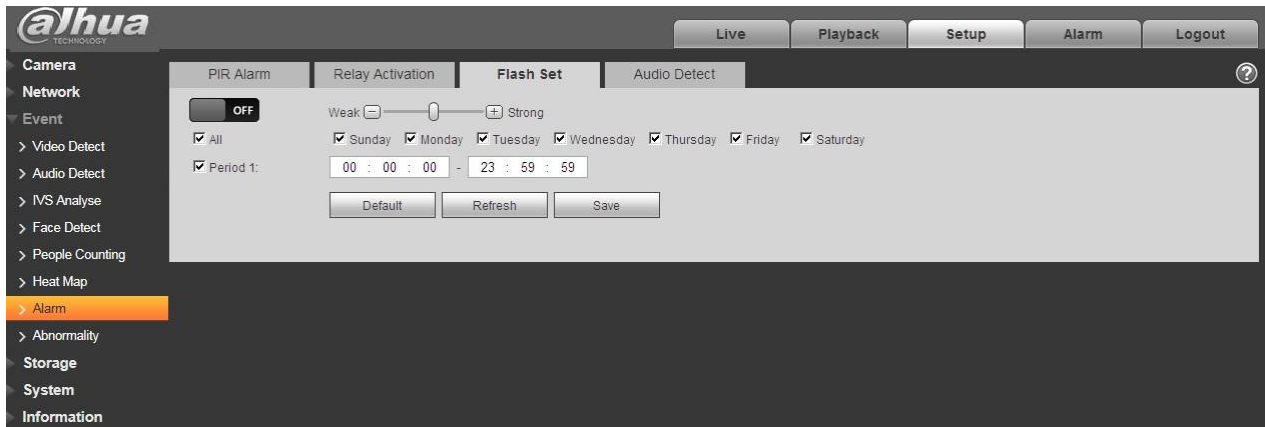 alhua
TECHNOLOGY
Live Playback Setup Alarm Logout
Camera
Network
Event
Video Detect
Audio Detect
IVS Analyse
Face Detect
People Counting
Heat Map
Alarm
Abnormality
Storage
System
Information
PIR Alarm Relay Activation Flash Set Audio Detect
?
OFF Weak - + Strong
All Sunday Monday Tuesday Wednesday Thursday Friday Saturday
Period 1: 00 : 00 : 00 - 23 : 59 : 59
Default Refresh Save